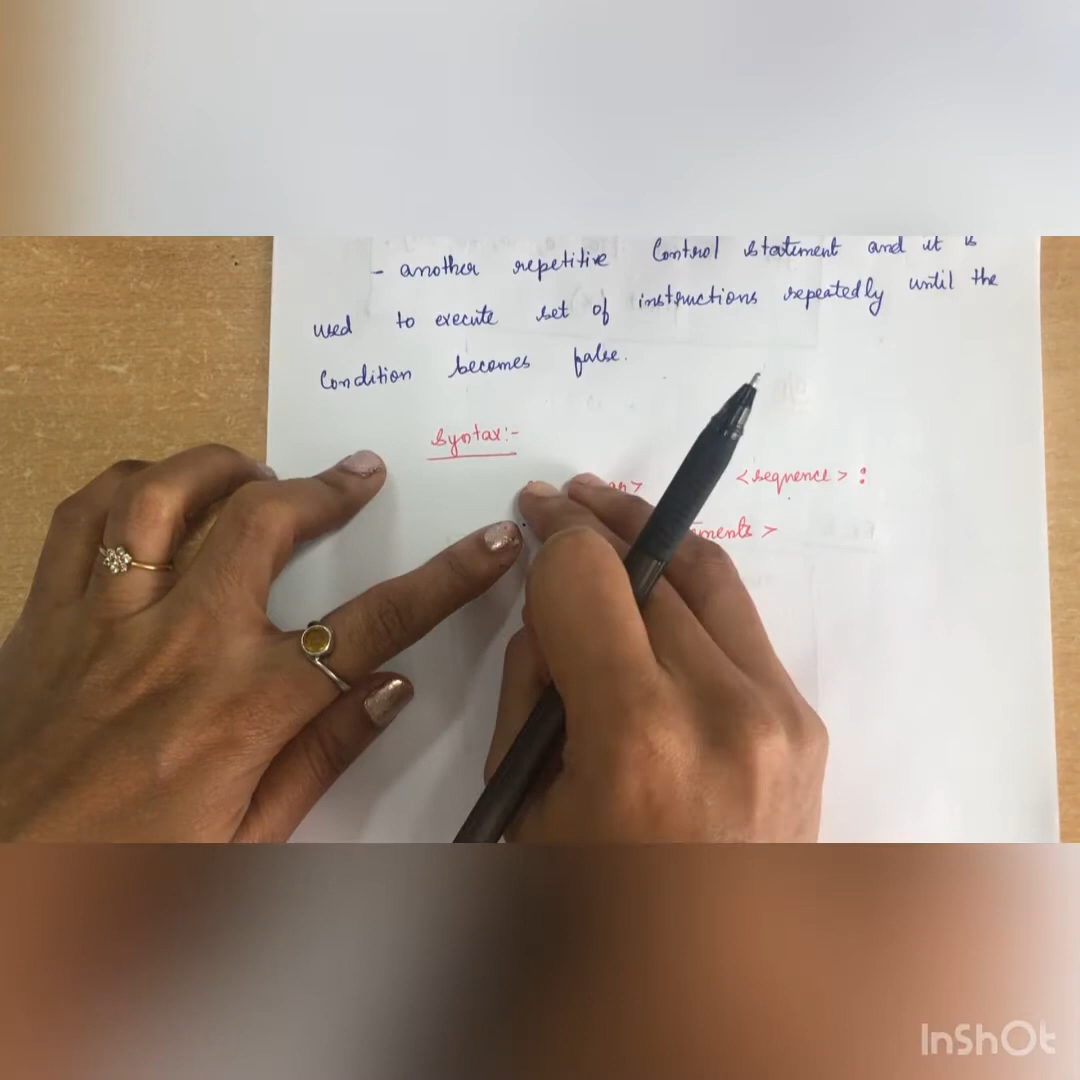 - another repetitive Control statement and it is
used to execute set of instructions repeatedly until the
Condition becomes false.
Syntax:-
<sequence> :
InShOt